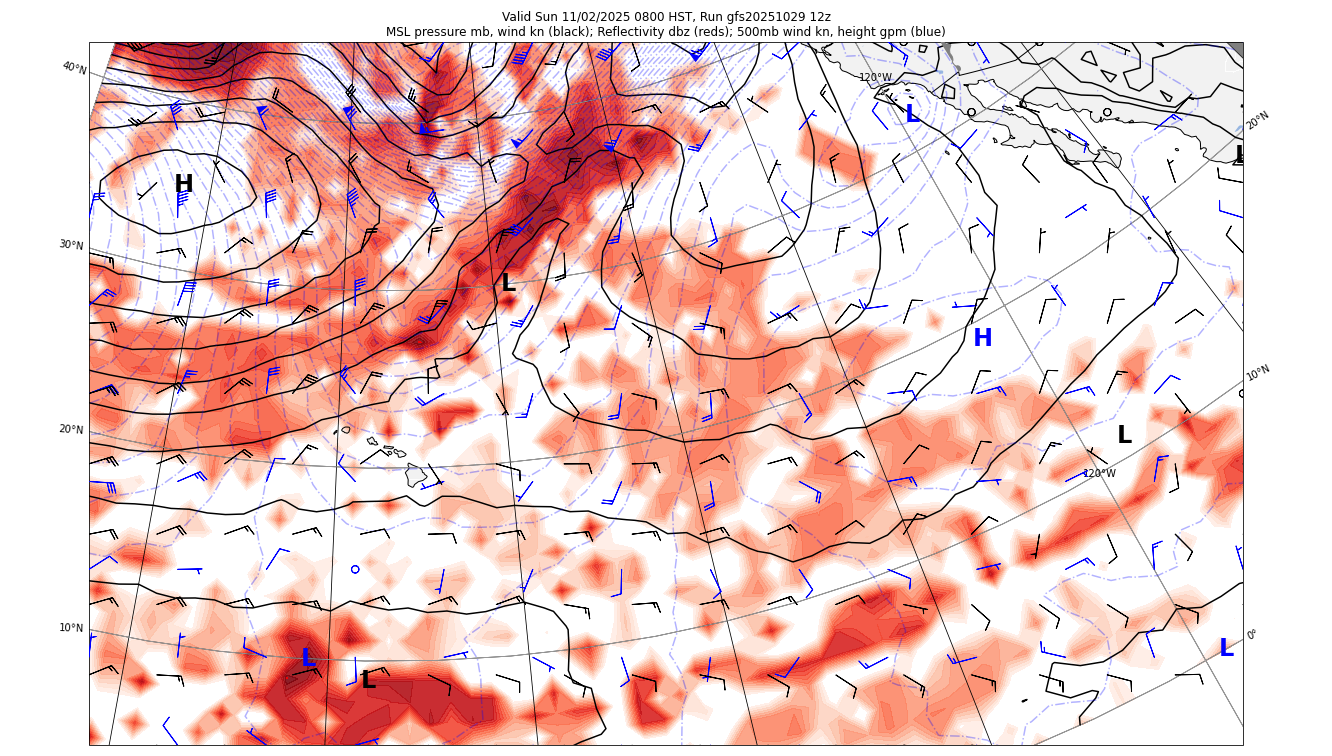 Valid Sun 11/02/2025 0800 HST, Run gfs20251029 12z
MSL pressure mb, wind kn (black); Reflectivity dbz (reds); 500mb wind kn, height gpm (blue)
40°N
120°W
L
20°N
L
H
30°N
L
H
10°N
20°N
L
120°W
10°N
0°
L
L
L